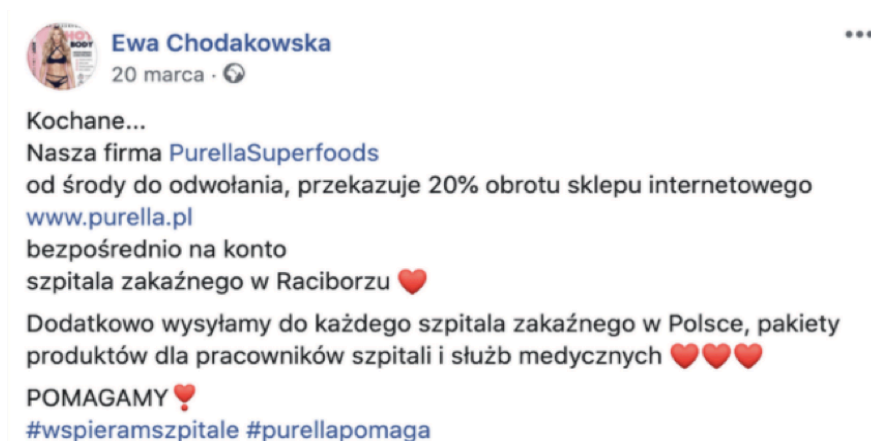 Ewa Chodakowska
20 marca
Kochane...
Nasza firma PurellaSuperfoods
od środy do odwołania, przekazuje 20% obrotu sklepu internetowego
www.purella.pl
bezpośrednio na konto
szpitala zakaźnego w Raciborzu ❤️
Dodatkowo wysyłamy do każdego szpitala zakaźnego w Polsce, pakiety
produktów dla pracowników szpitali i służb medycznych ❤️❤️❤️
POMAGAMY❣️
#wspieramszpitale #purellapomaga